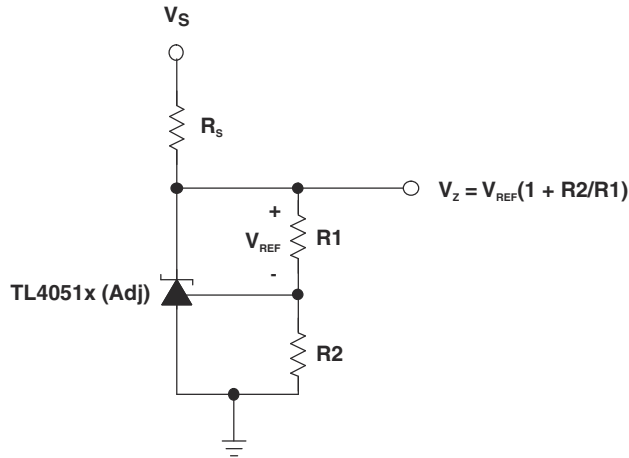 VS
RS
VZ = VREF(1 + R2/R1)
+
VREF
R1
-
TL4051x (Adj)
R2